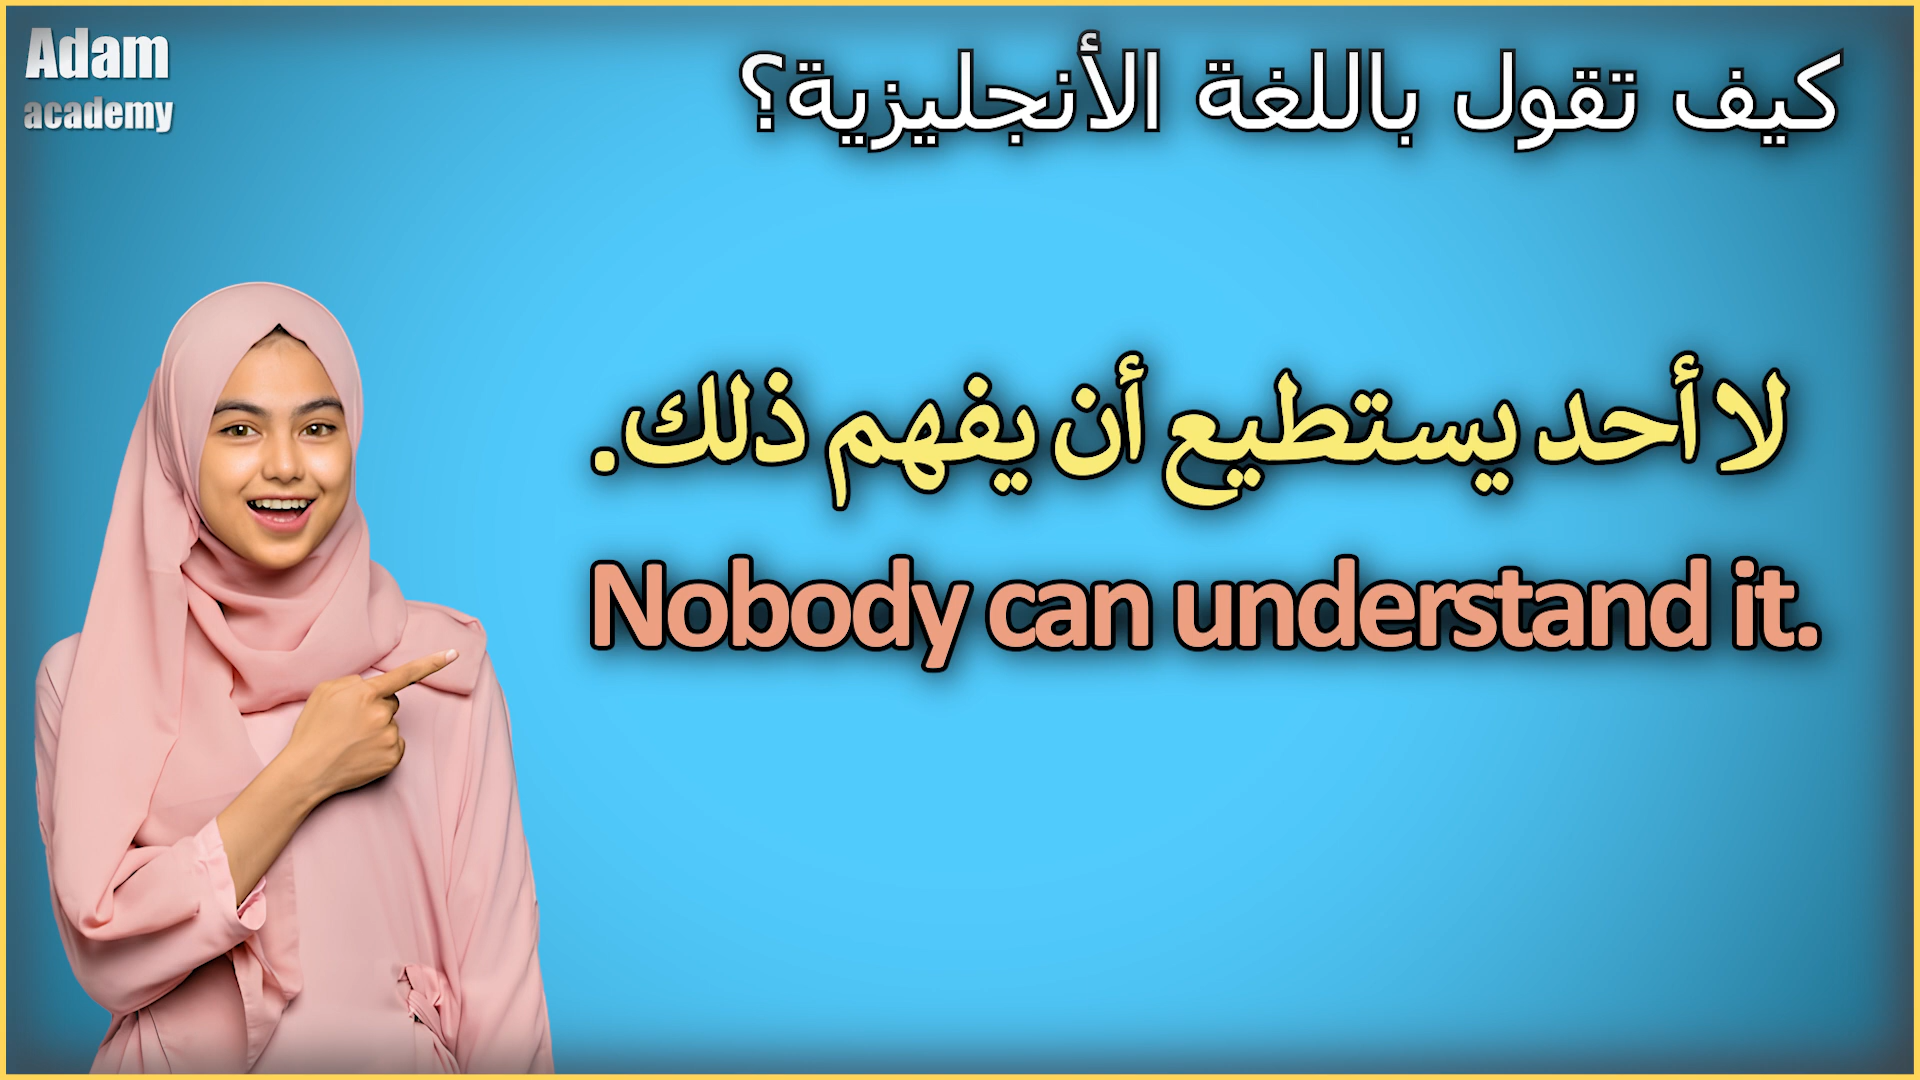 Adam
academy
كيف تقول باللغة الأنجليزية؟
لا أحد يستطيع أن يفهم ذلك.
Nobody can understand it.